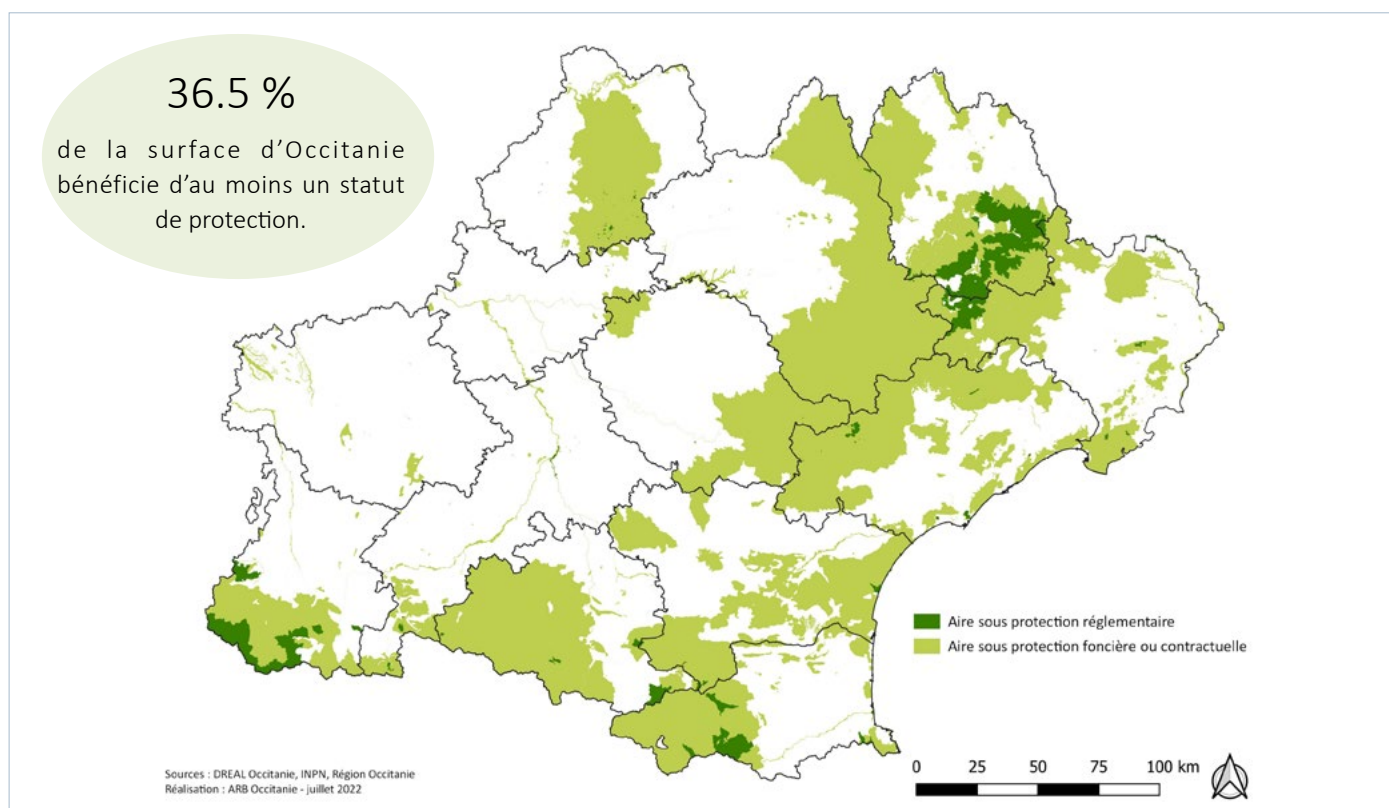 36.5 %
de la surface d’Occitanie
bénéficie d’au moins un statut
de protection.
Aire sous protection réglementaire
Aire sous protection foncière ou contractuelle
Sources : DREAL Occitanie, INPN, Région Occitanie
Réalisation : ARB Occitanie - juillet 2022
0 25 50 75 100 km